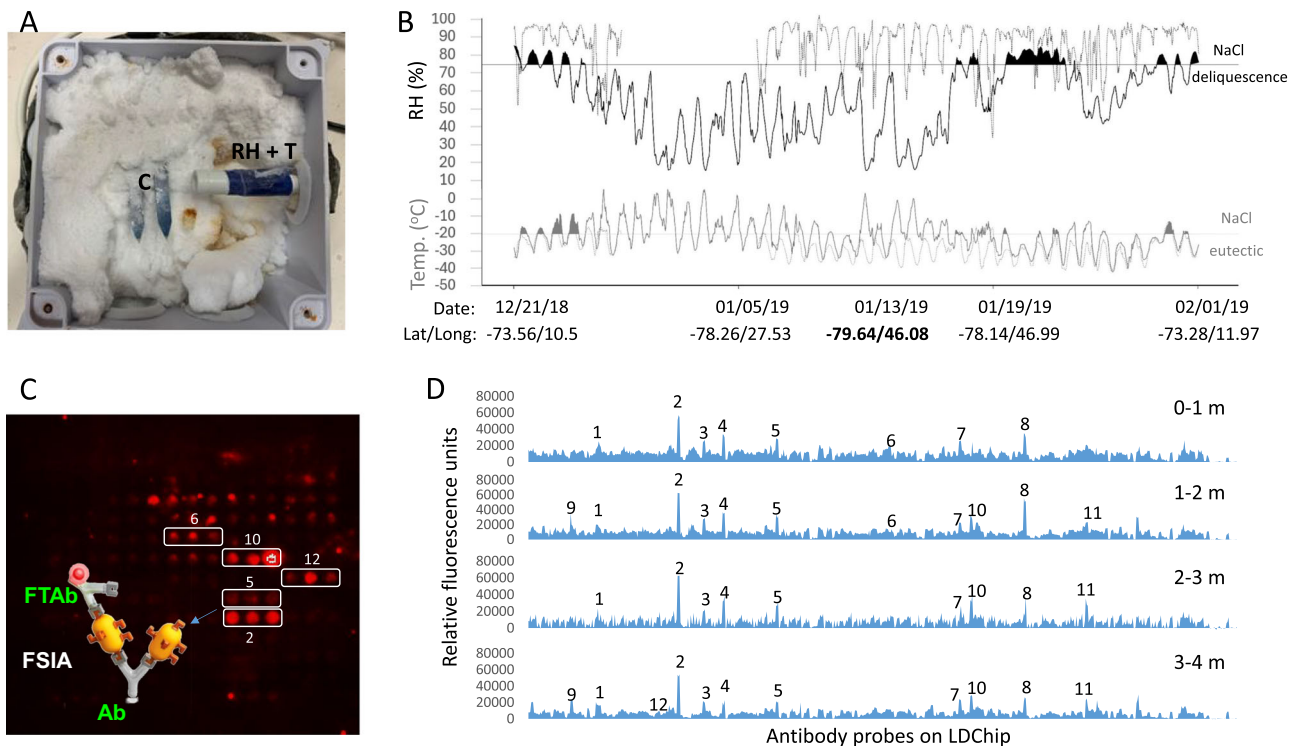 A
C
RH + T
B
RH (%)
100
90
80
70
60
50
40
30
20
10
0
-10
-20
-30
-40
-50
Temp. (°C)
NaCl
deliquescence
NaCl
eutectic
Date: 12/21/18 01/05/19 01/13/19 01/19/19 02/01/19
Lat/Long: -73.56/10.5 -78.26/27.53 -79.64/46.08 -78.14/46.99 -73.28/11.97
C
6
10
12
5
2
FTAb
FSIA
Ab
D
Relative fluorescence units
80000
60000
40000
20000
0
1 2 3 4 5 6 7 8
0-1 m
80000
60000
40000
20000
0
9 1 2 3 4 5 6 7 10 8 11
1-2 m
80000
60000
40000
20000
0
1 2 3 4 5 7 10 8 11
2-3 m
80000
60000
40000
20000
0
9 1 12 2 3 4 5 7 10 8 11
3-4 m
Antibody probes on LDChip